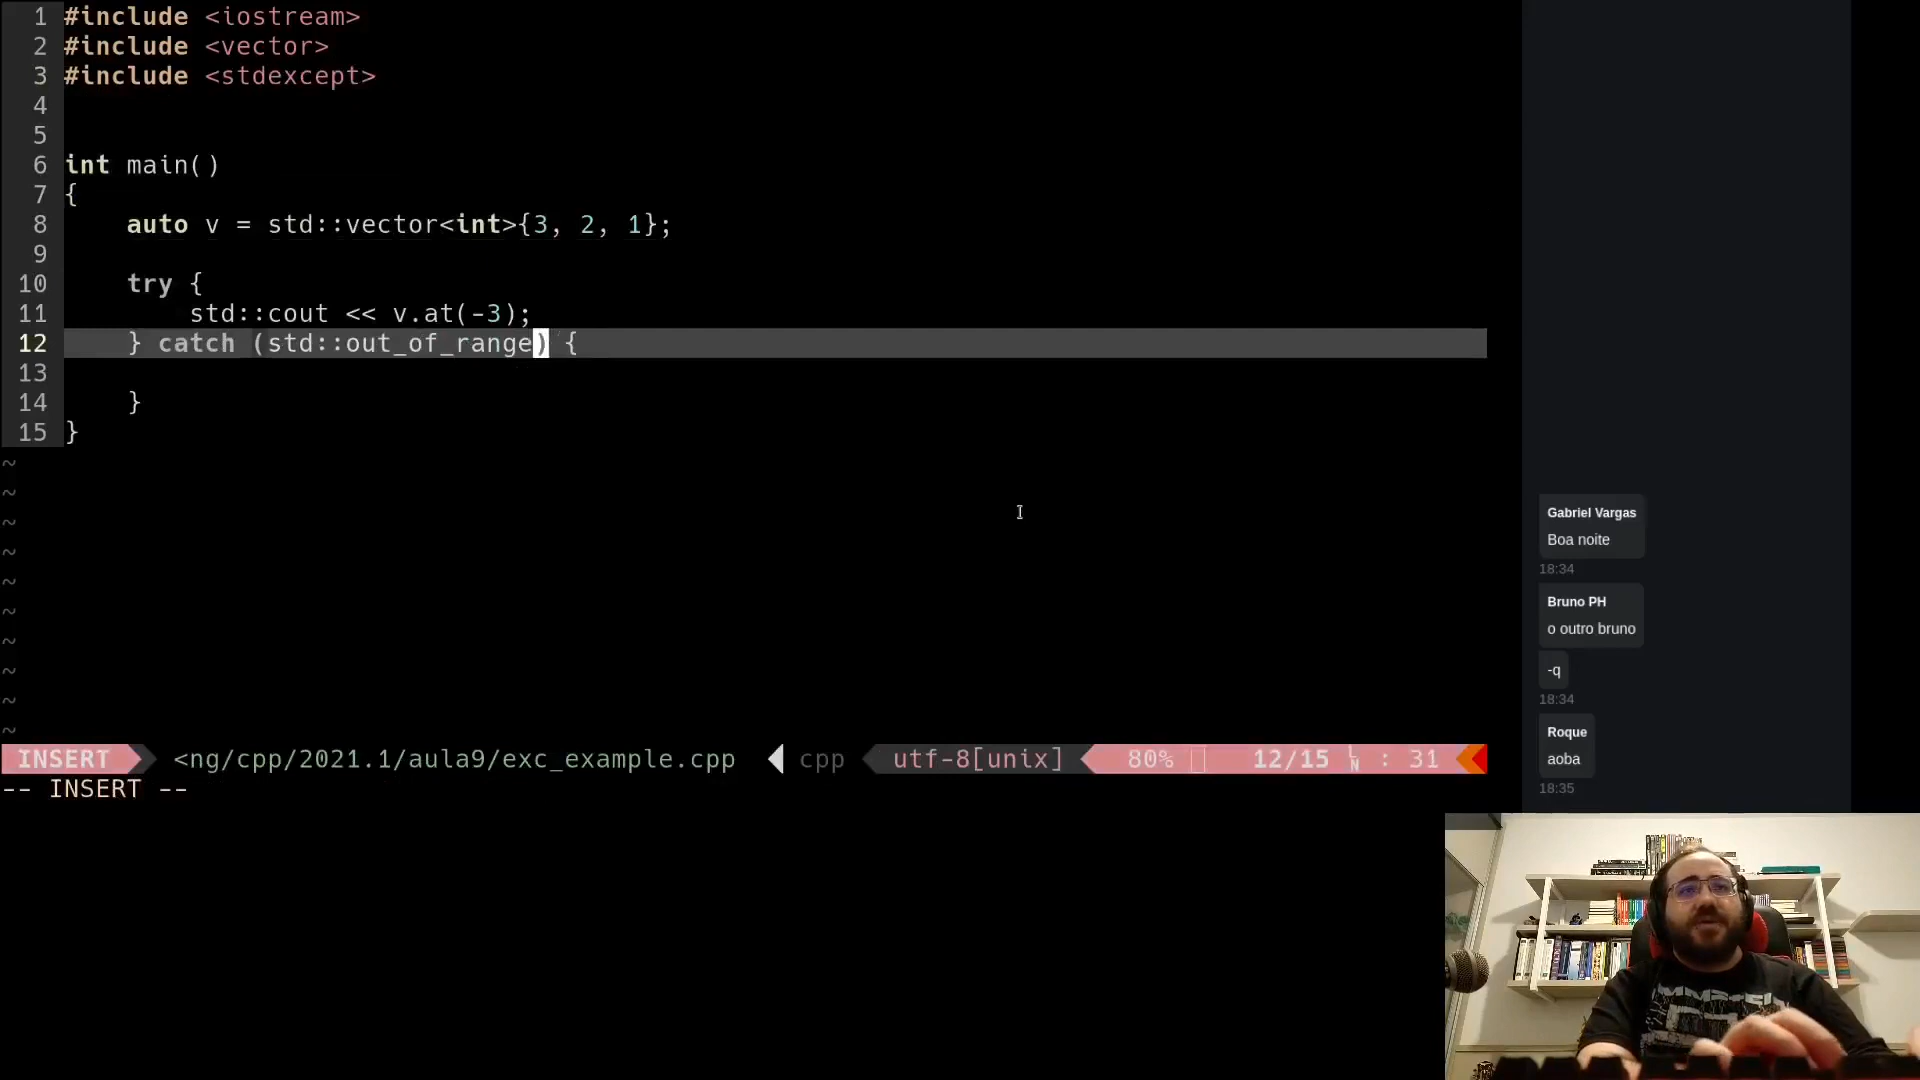 1 #include <iostream>
2 #include <vector>
3 #include <stdexcept>
4
5
6 int main()
7 {
8     auto v = std::vector<int>{3, 2, 1};
9
10     try {
11         std::cout << v.at(-3);
12     } catch (std::out_of_range) {
13
14     }
15 }
~
~
~
~
~
~
~
~
~
~
INSERT <ng/cpp/2021.1/aula9/exc_example.cpp cpp utf-8[unix] 80% 12/15 : 31
-- INSERT --
Gabriel Vargas
Boa noite
18:34
Bruno PH
o outro bruno
-q
18:34
Roque
aoba
18:35